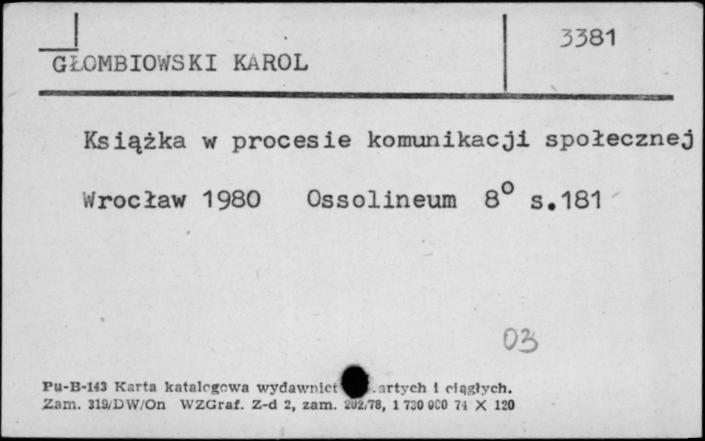 3381
GŁOMBIOWSKI KAROL
Książka w procesie komunikacji społecznej
Wrocław 1980 Ossolineum 8° s.181
03
Pu-B-143 Karta katalogowa wydawnict artych i ciągłych.
Zam. 319/DW/On WZGraf. Z-d 2, zam. 202/78, 1 730 000 74 X 120